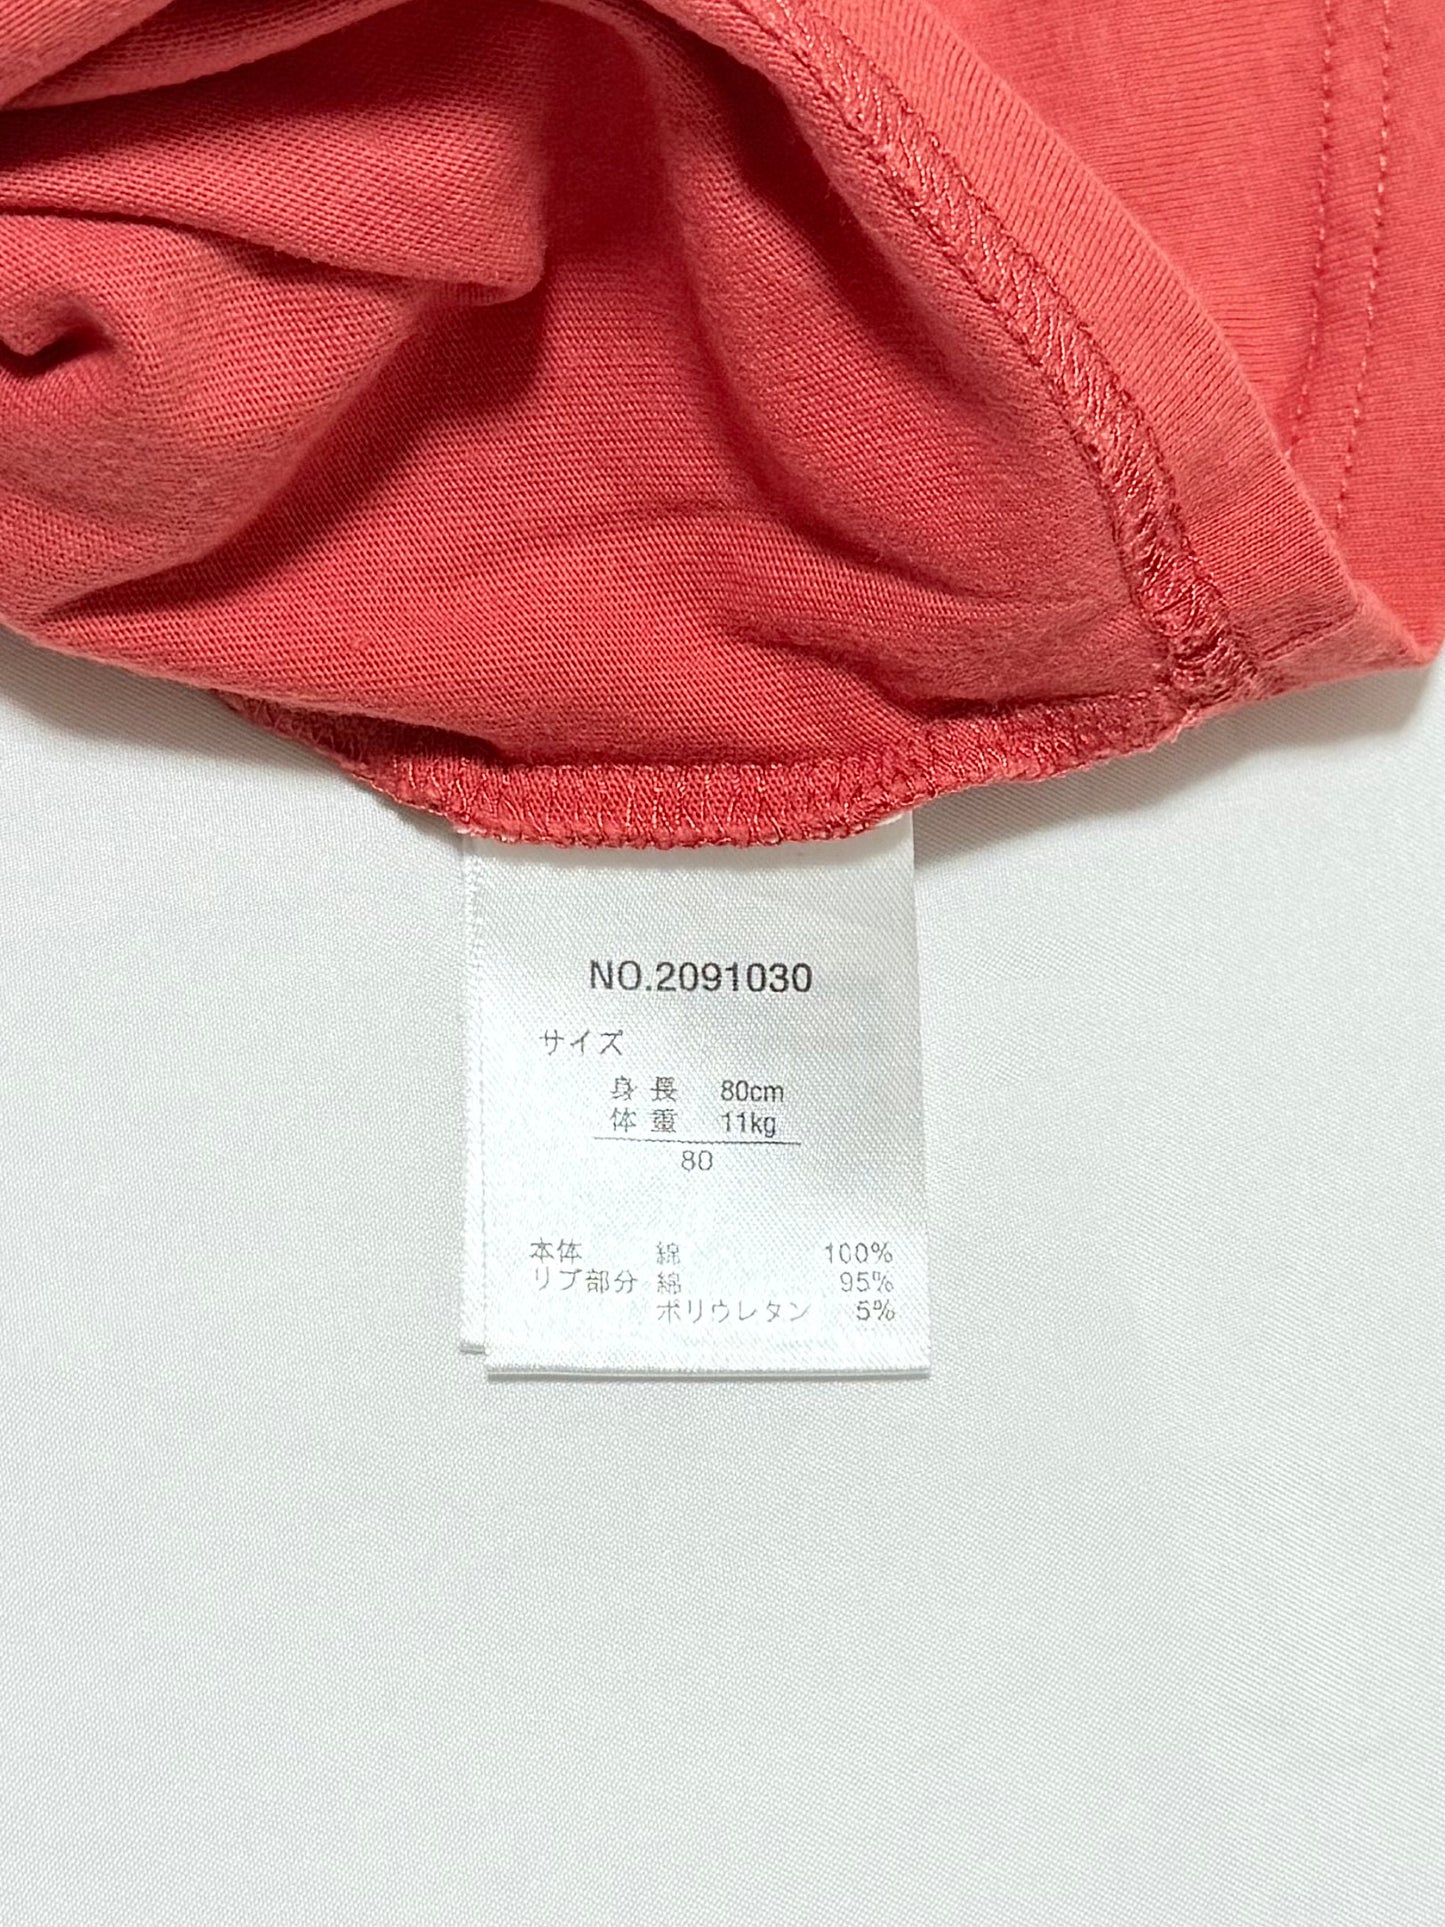 NO.2091030
サイズ
身長 80cm
体重 11kg
80
本体 綿 100%
リブ部分 綿 95%
ポリウレタン 5%